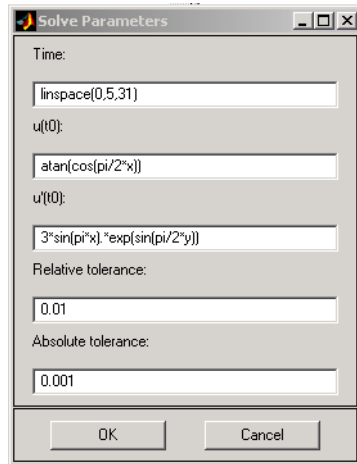 Solve Parameters
Time:
linspace(0,5,31)
u(t0):
atan(cos(pi/2*x))
u'(t0):
3*sin(pi*x).*exp(sin(pi/2*y))
Relative tolerance:
0.01
Absolute tolerance:
0.001
OK Cancel